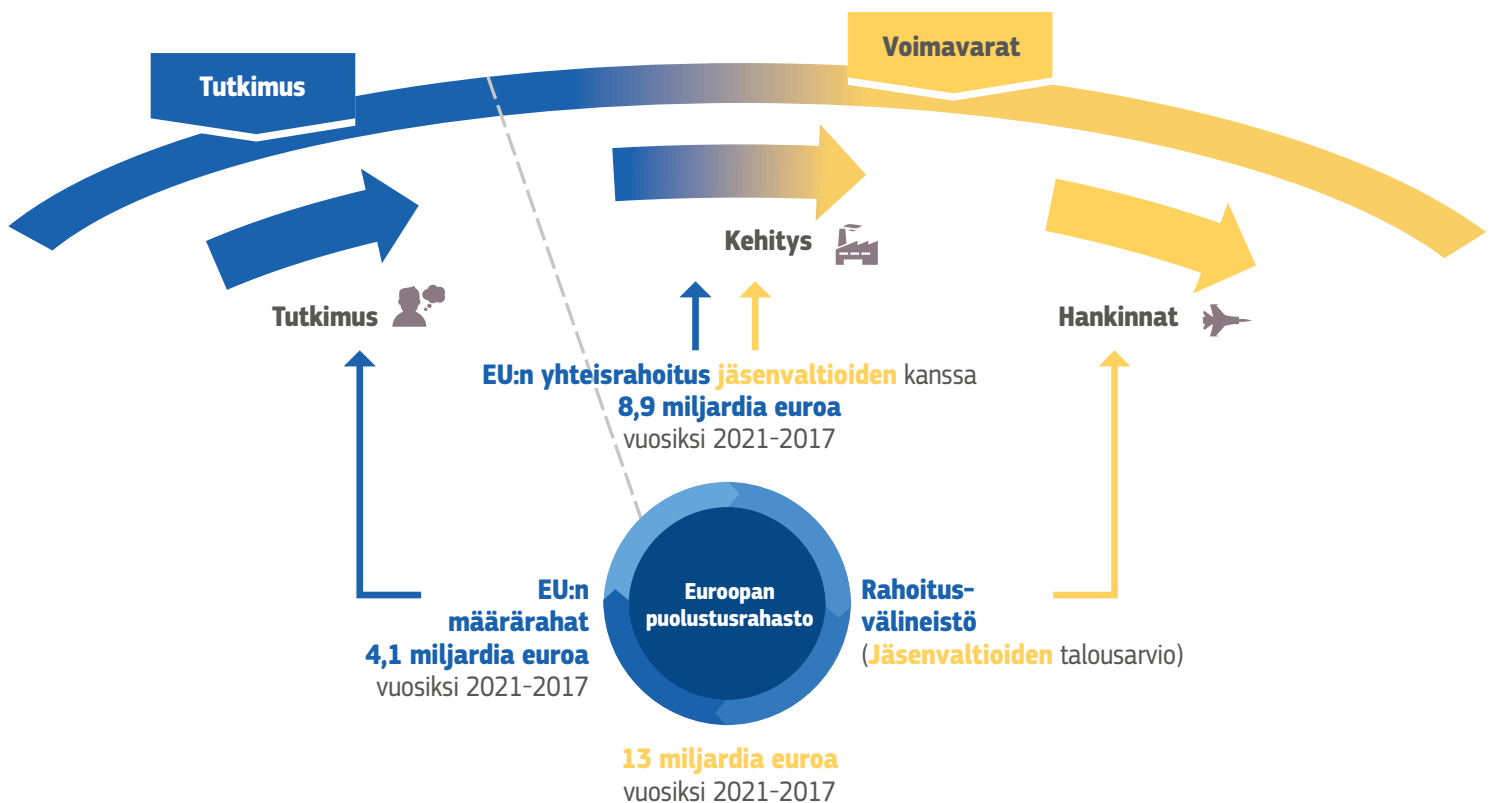 Tutkimus
Voimavarat
Tutkimus
Kehitys
Hankinnat
EU:n yhteisrahoitus jäsenvaltioiden kanssa
8,9 miljardia euroa
vuosiksi 2021-2017
EU:n
määrärahat
4,1 miljardia euroa
vuosiksi 2021-2017
Euroopan
puolustusrahasto
Rahoitus-
välineistö
(Jäsenvaltioiden talousarvio)
13 miljardia euroa
vuosiksi 2021-2017